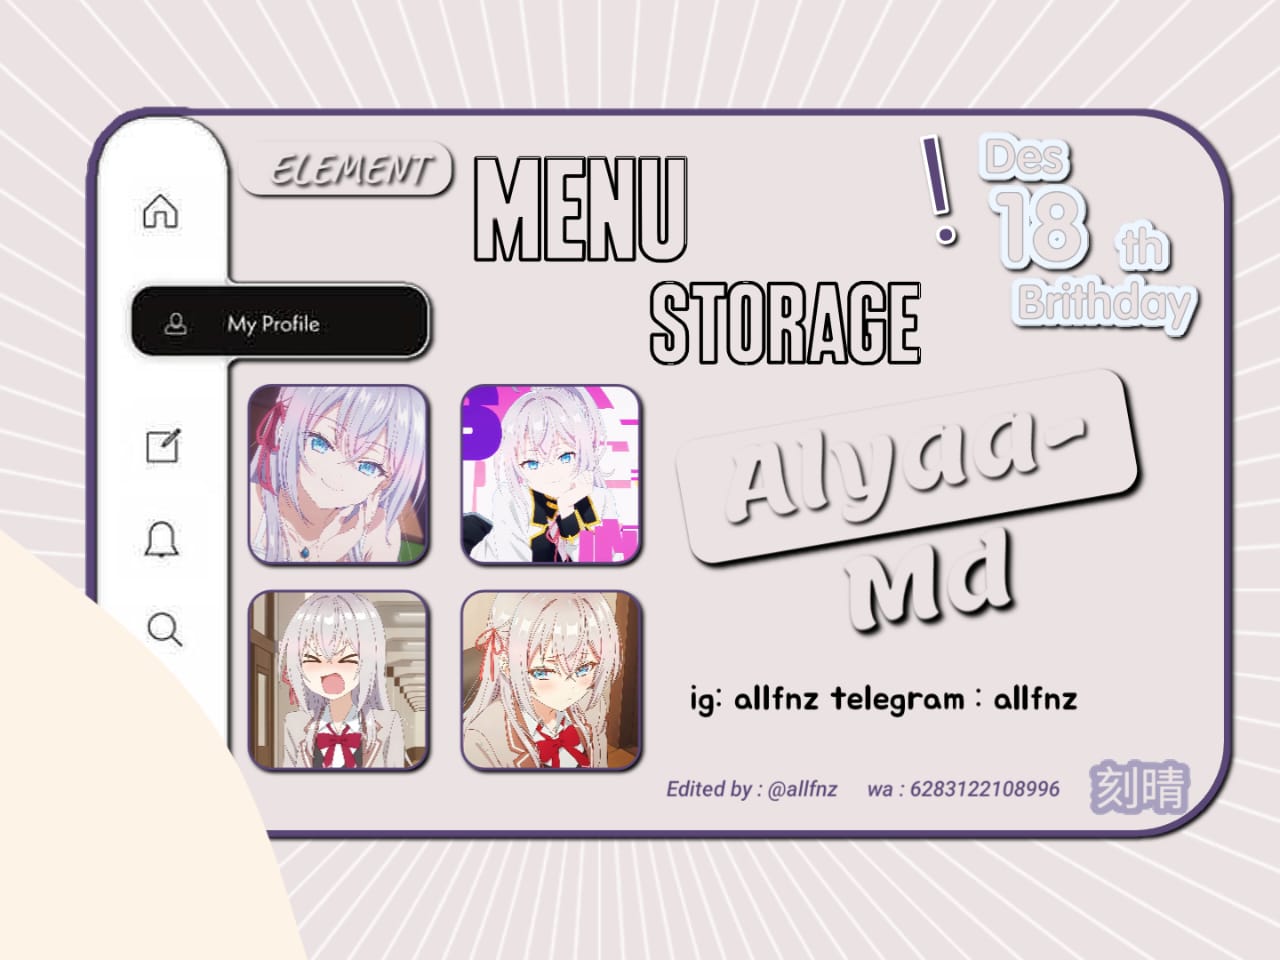 ELEMENT
MENU
STORAGE
!
Des
18 th
Brithday
My Profile
Alyaa-
Md
ig: allfnz telegram : allfnz
Edited by : @allfnz wa : 6283122108996
刻晴